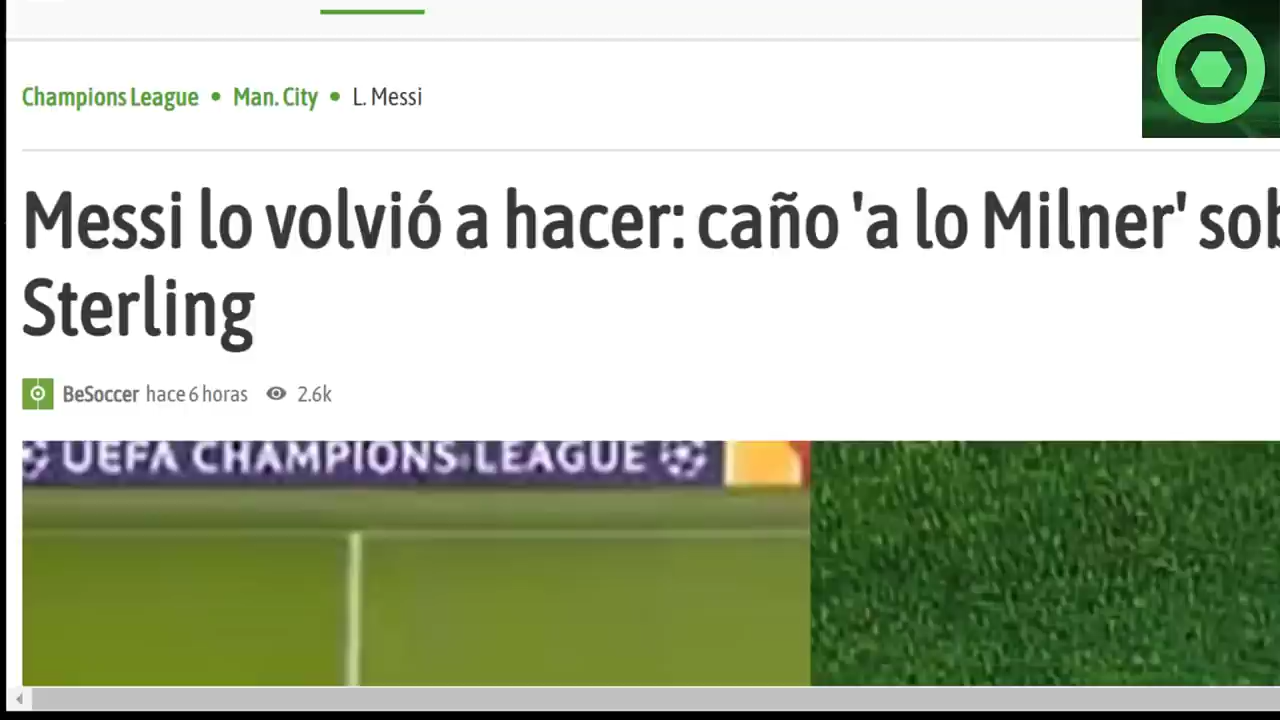 Champions League • Man. City • L. Messi
Messi lo volvió a hacer: caño 'a lo Milner'
Sterling
BeSoccer hace 6 horas 2.6k
UEFA CHAMPIONS LEAGUE